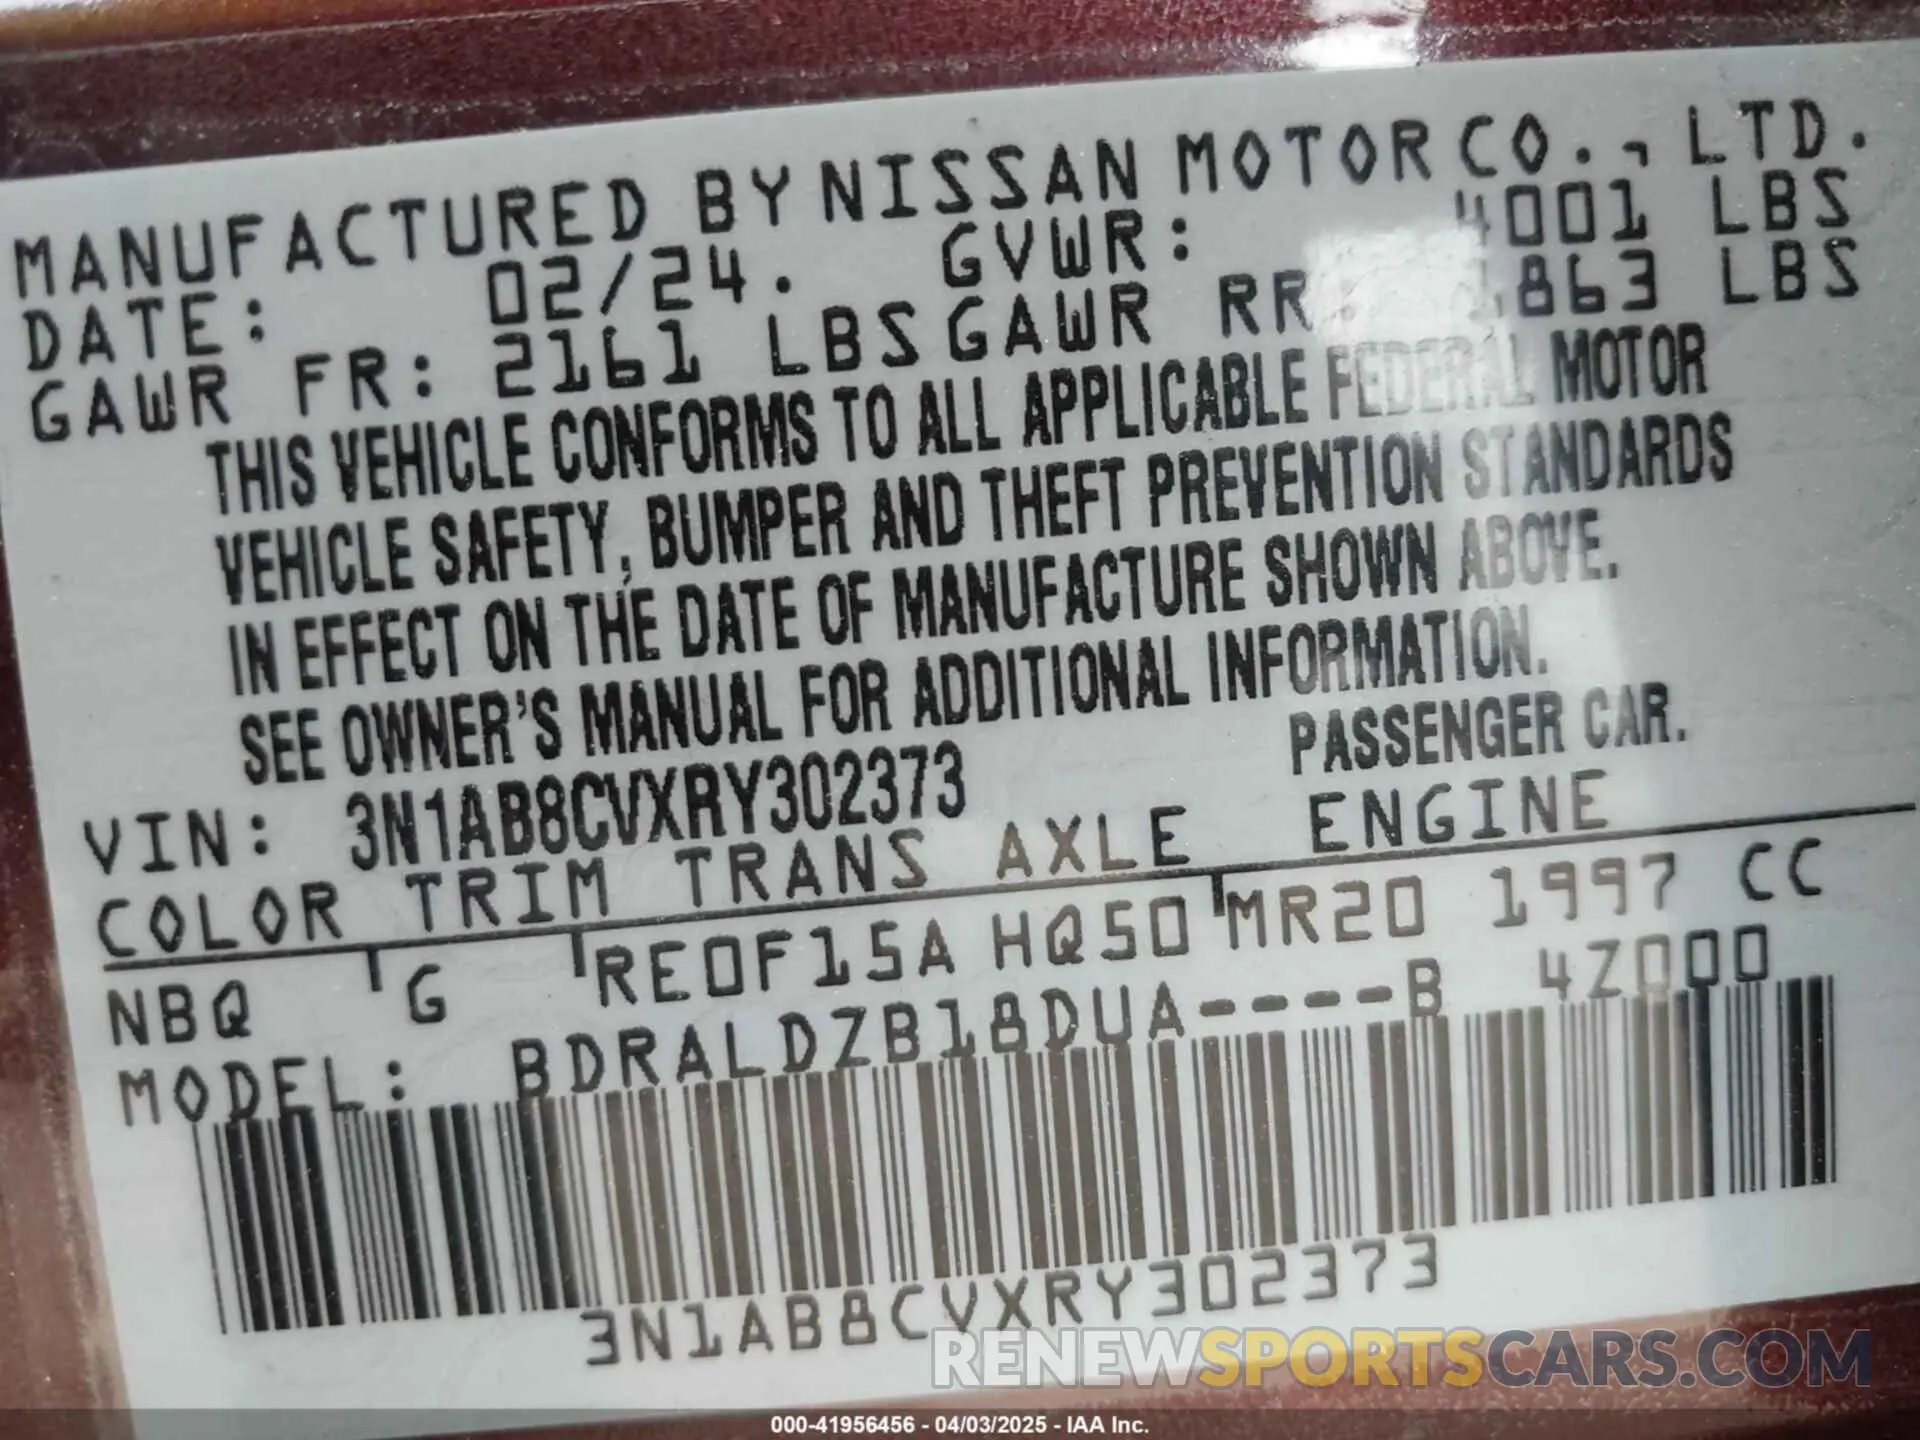 MANUFACTURED BY NISSAN MOTOR CO., LTD.
DATE: 02/24. GVWR: 4001 LBS
GAWR FR: 2161 LBS GAWR RR: 1863 LBS
THIS VEHICLE CONFORMS TO ALL APPLICABLE FEDERAL MOTOR
VEHICLE SAFETY, BUMPER AND THEFT PREVENTION STANDARDS
IN EFFECT ON THE DATE OF MANUFACTURE SHOWN ABOVE.
SEE OWNER'S MANUAL FOR ADDITIONAL INFORMATION.
PASSENGER CAR.
VIN: 3N1AB8CVXRY302373
COLOR TRIM TRANS AXLE ENGINE
NBQ G RE0F15A HQ50 MR20 1997 CC
MODEL: BDRALDZB18DUA----B 4Z000
3N1AB8CVXRY302373
RENEWSPORTSCARS.COM
000-41956456 - 04/03/2025 - IAA Inc.